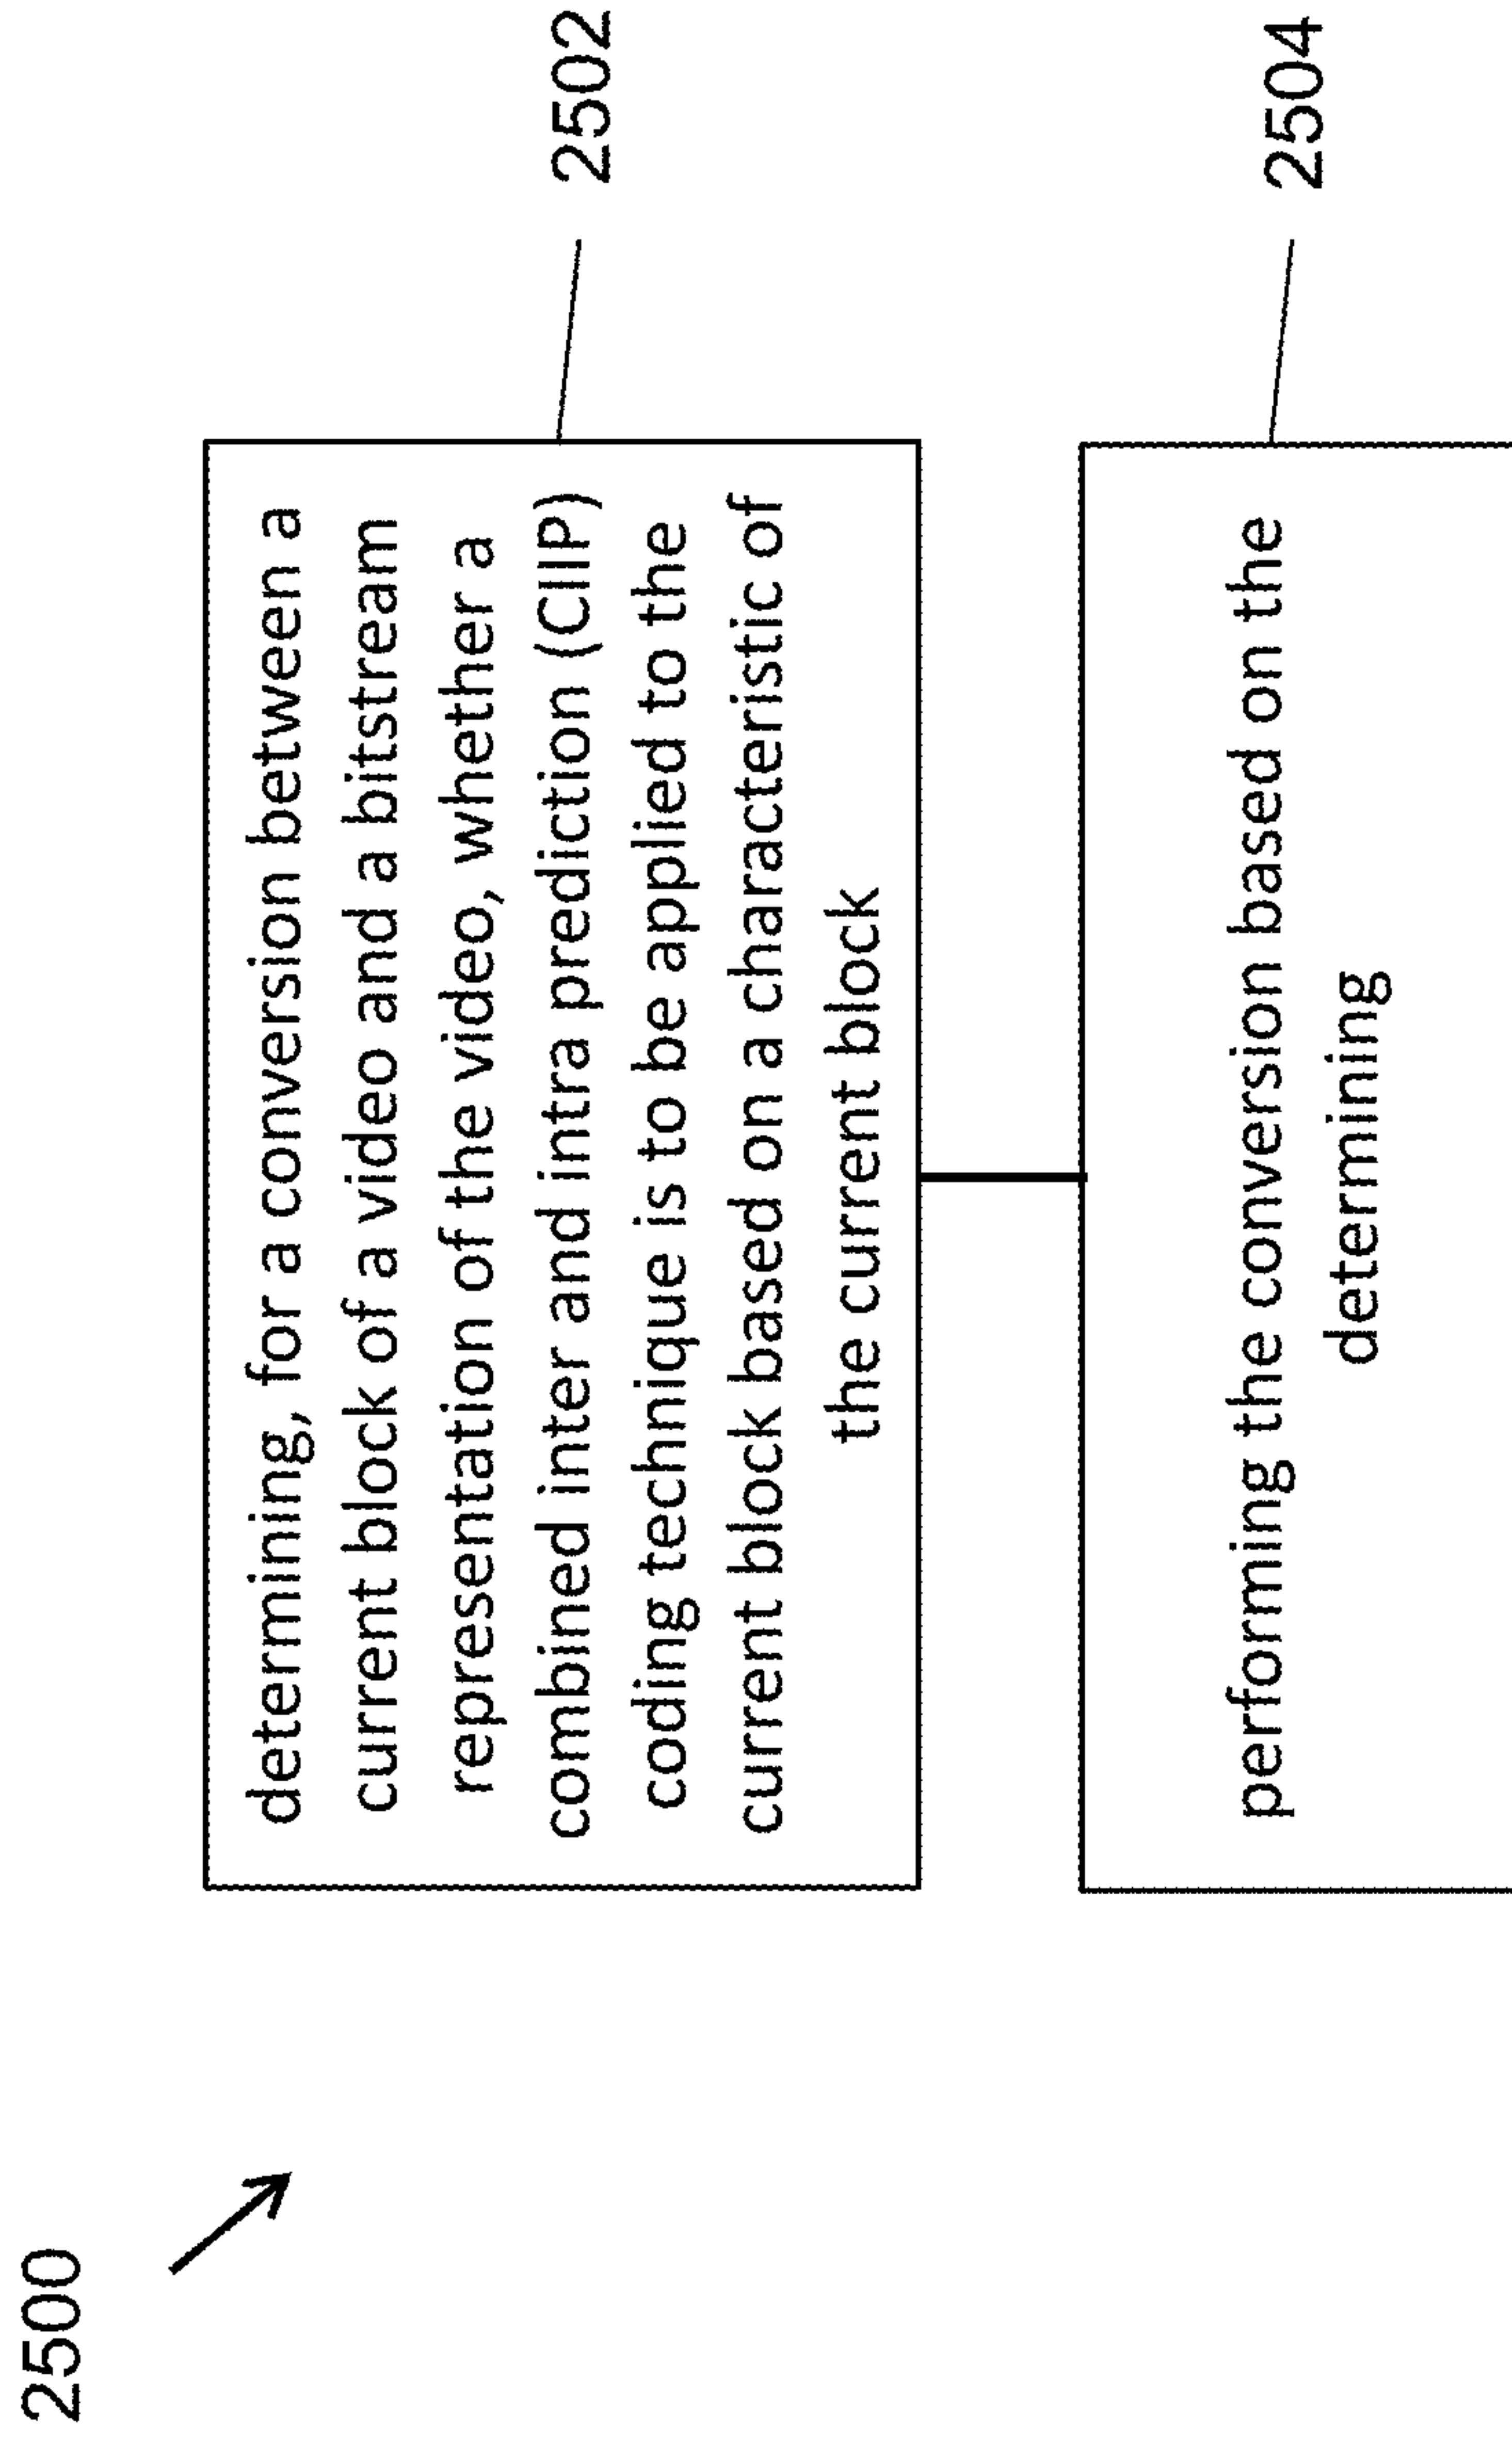 2500
determining, for a conversion between a
current block of a video and a bitstream
representation of the video, whether a
combined inter and intra prediction (CIIP)
coding technique is to be applied to the
current block based on a characteristic of
the current block
2502
performing the conversion based on the
determining
2504